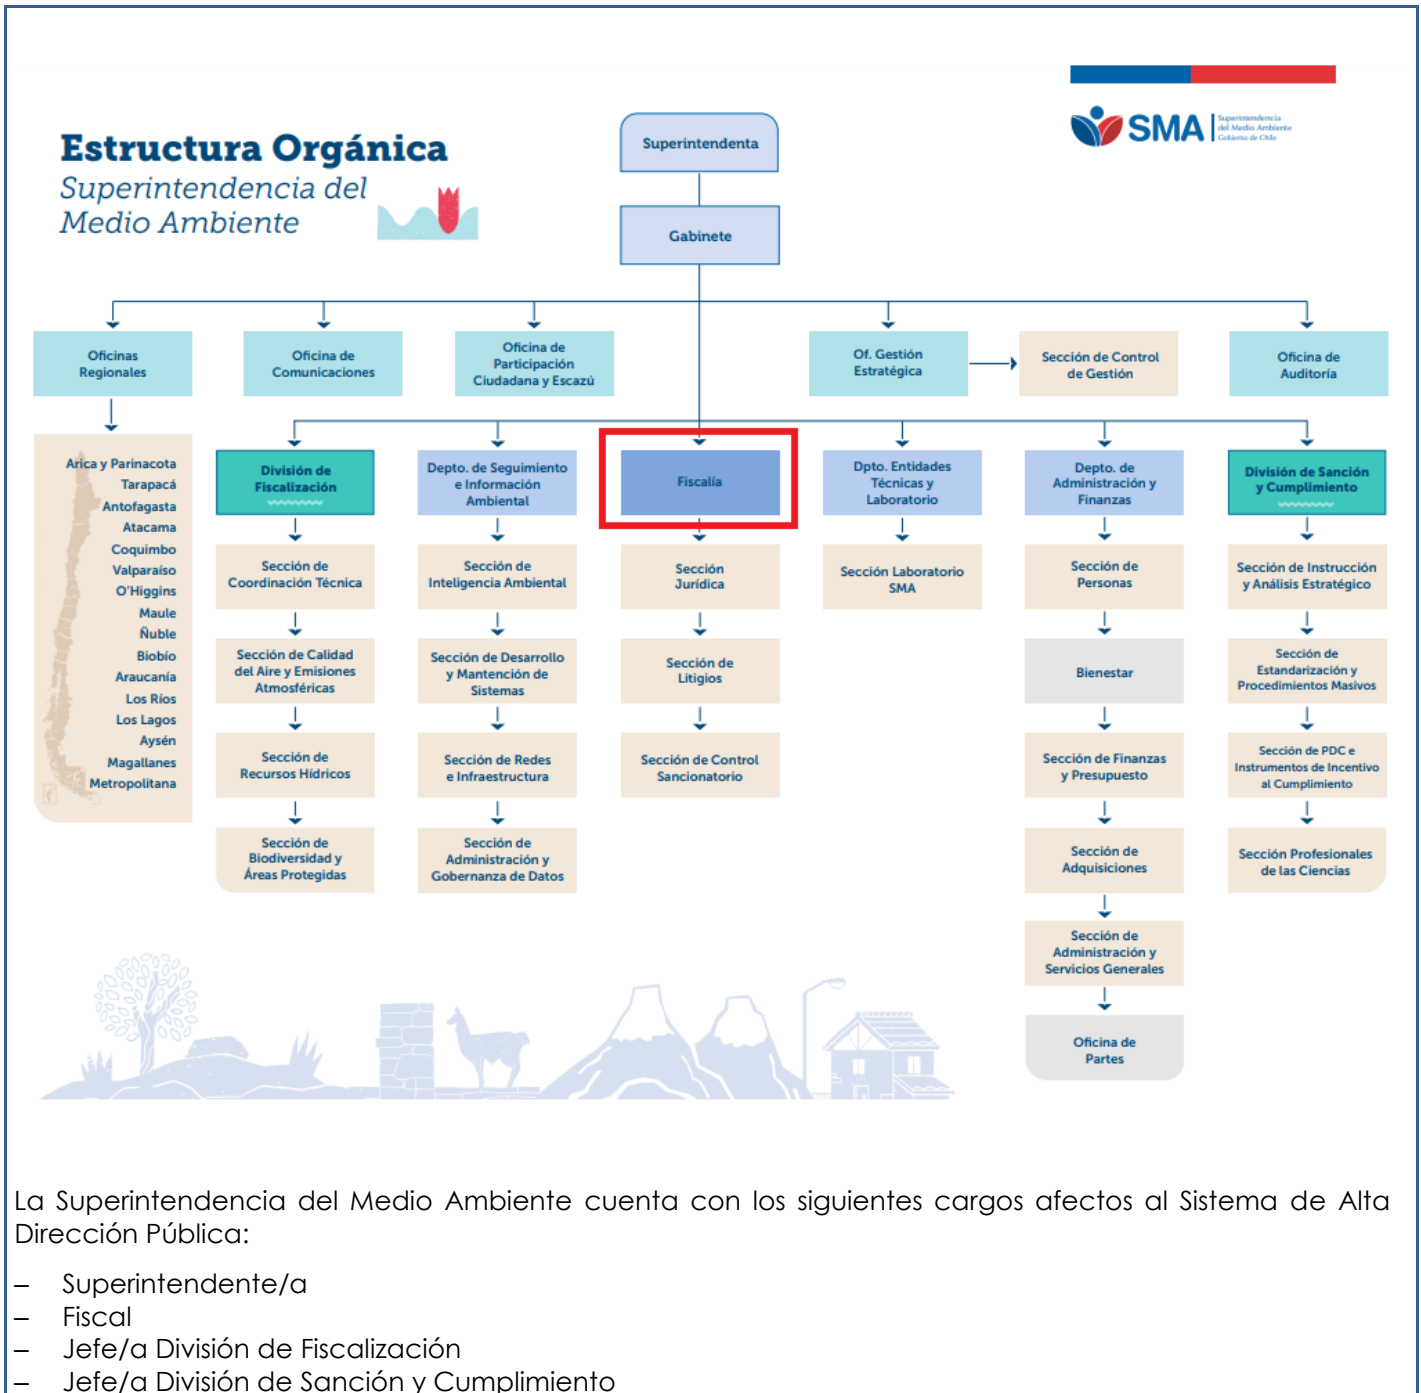 Estructura Orgánica
Superintendencia del
Medio Ambiente
SMA
Superintendencia
del Medio Ambiente
Gobierno de Chile
Superintendenta
Gabinete
Oficinas
Regionales
Oficina de
Comunicaciones
Oficina de
Participación
Ciudadana y Escazú
Of. Gestión
Estratégica
Sección de Control
de Gestión
Oficina de
Auditoría
Arica y Parinacota
Tarapacá
Antofagasta
Atacama
Coquimbo
Valparaíso
O'Higgins
Maule
Ñuble
Biobío
Araucanía
Los Ríos
Los Lagos
Aysén
Magallanes
Metropolitana
División de
Fiscalización
Sección de
Coordinación Técnica
Sección de Calidad
del Aire y Emisiones
Atmosféricas
Sección de
Recursos Hídricos
Sección de
Biodiversidad y
Áreas Protegidas
Depto. de Seguimiento
e Información
Ambiental
Sección de
Inteligencia Ambiental
Sección de Desarrollo
y Mantención de
Sistemas
Sección de Redes
e Infraestructura
Sección de
Administración y
Gobernanza de Datos
Fiscalía
Sección
Jurídica
Sección de
Litigios
Sección de Control
Sancionatorio
Dpto. Entidades
Técnicas y
Laboratorio
Sección Laboratorio
SMA
Depto. de
Administración y
Finanzas
Sección de
Personas
Bienestar
Sección de Finanzas
y Presupuesto
Sección de
Adquisiciones
Sección de
Administración y
Servicios Generales
Oficina de
Partes
División de Sanción
y Cumplimiento
Sección de Instrucción
y Análisis Estratégico
Sección de
Estandarización y
Procedimientos Masivos
Sección de PDC e
Instrumentos de Incentivo
al Cumplimiento
Sección Profesionales
de las Ciencias
La Superintendencia del Medio Ambiente cuenta con los siguientes cargos afectos al Sistema de Alta
Dirección Pública:
– Superintendente/a
– Fiscal
– Jefe/a División de Fiscalización
– Jefe/a División de Sanción y Cumplimiento